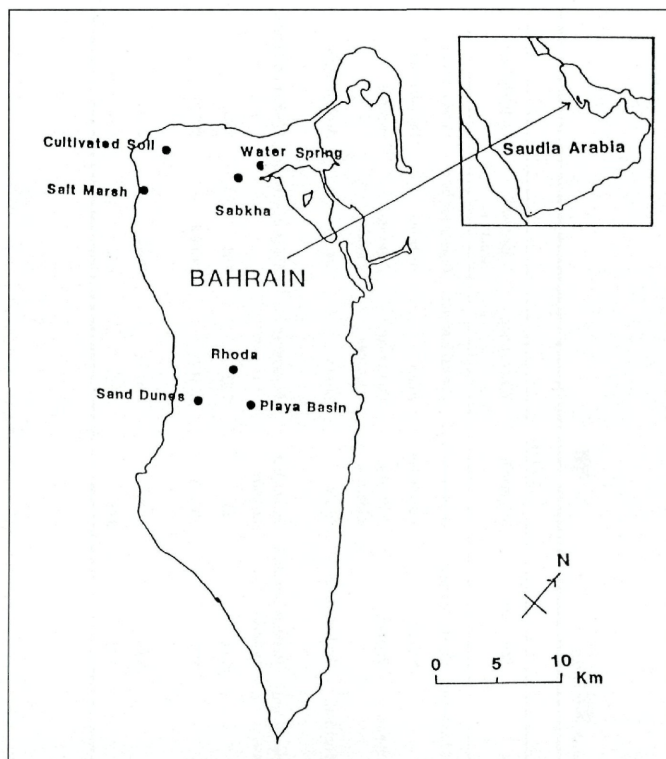 Cultivated Soil
Water Spring
Salt Marsh
Sabkha
Saudia Arabia
BAHRAIN
Rhoda
Sand Dunes
Playa Basin
N
0 5 10
Km